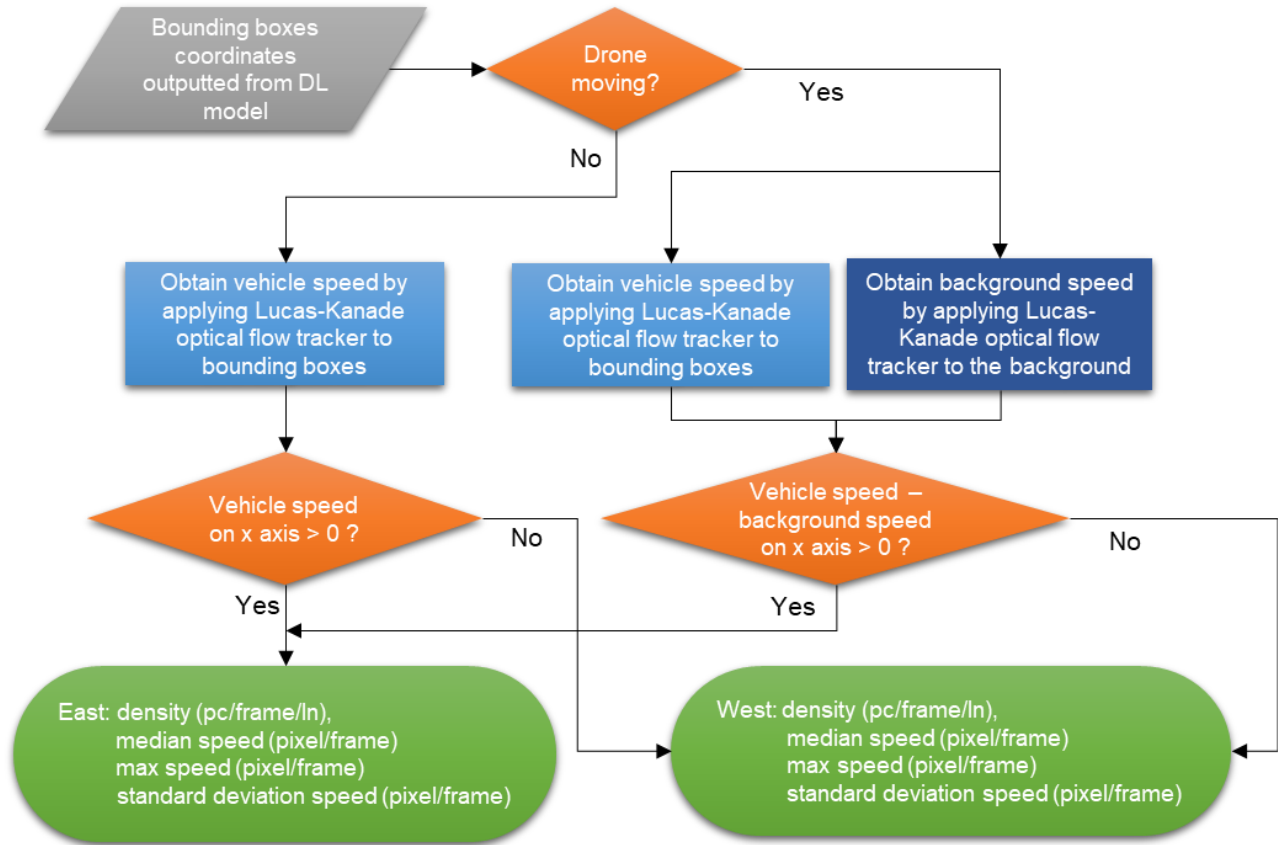 Bounding boxes
coordinates
outputted from DL
model
Drone
moving?
Yes
No
Obtain vehicle speed by
applying Lucas-Kanade
optical flow tracker to
bounding boxes
Obtain vehicle speed by
applying Lucas-Kanade
optical flow tracker to
bounding boxes
Obtain background speed
by applying Lucas-
Kanade optical flow
tracker to the background
Vehicle speed
on x axis > 0 ?
No
Yes
Vehicle speed –
background speed
on x axis > 0 ?
No
Yes
East: density (pc/frame/ln),
median speed (pixel/frame)
max speed (pixel/frame)
standard deviation speed (pixel/frame)
West: density (pc/frame/ln),
median speed (pixel/frame)
max speed (pixel/frame)
standard deviation speed (pixel/frame)